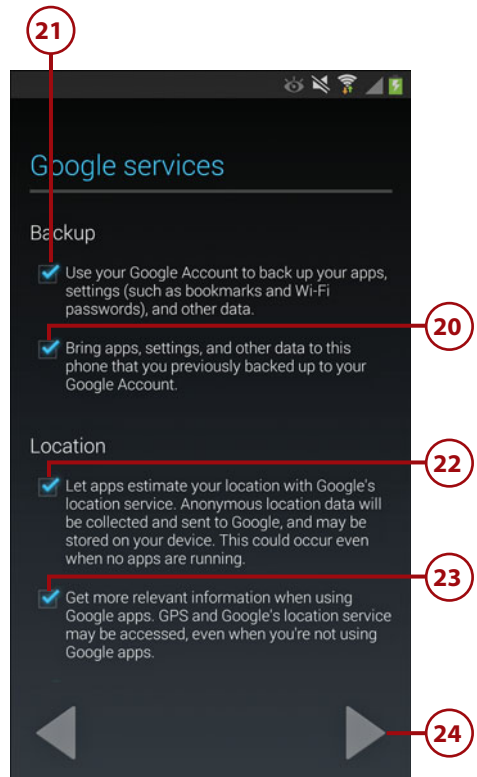 21
Google services
Backup
Use your Google Account to back up your apps,
settings (such as bookmarks and Wi-Fi
passwords), and other data.
20
Bring apps, settings, and other data to this
phone that you previously backed up to your
Google Account.
Location
22
Let apps estimate your location with Google's
location service. Anonymous location data will
be collected and sent to Google, and may be
stored on your device. This could occur even
when no apps are running.
23
Get more relevant information when using
Google apps. GPS and Google's location service
may be accessed, even when you're not using
Google apps.
24